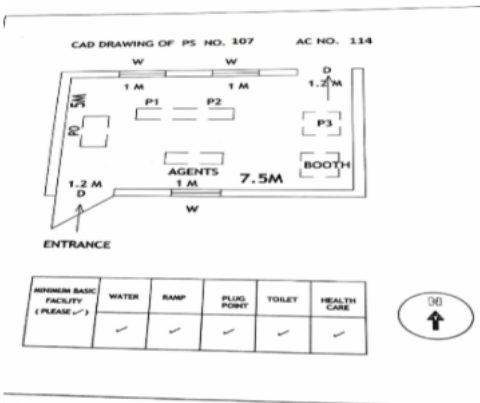 CAD DRAWING OF PS NO. 107 AC NO. 114
W W D
1 M 1 M 1.2 M
5M
P1 P2
PO
P3
AGENTS
BOOTH
1.2 M 1 M 7.5M
D
W
ENTRANCE
MINIMUM BASIC
FACILITY
( PLEASE ✓ )
WATER
RAMP
PLUG
POINT
TOILET
HEALTH
CARE
✓ ✓ ✓ ✓ ✓
N